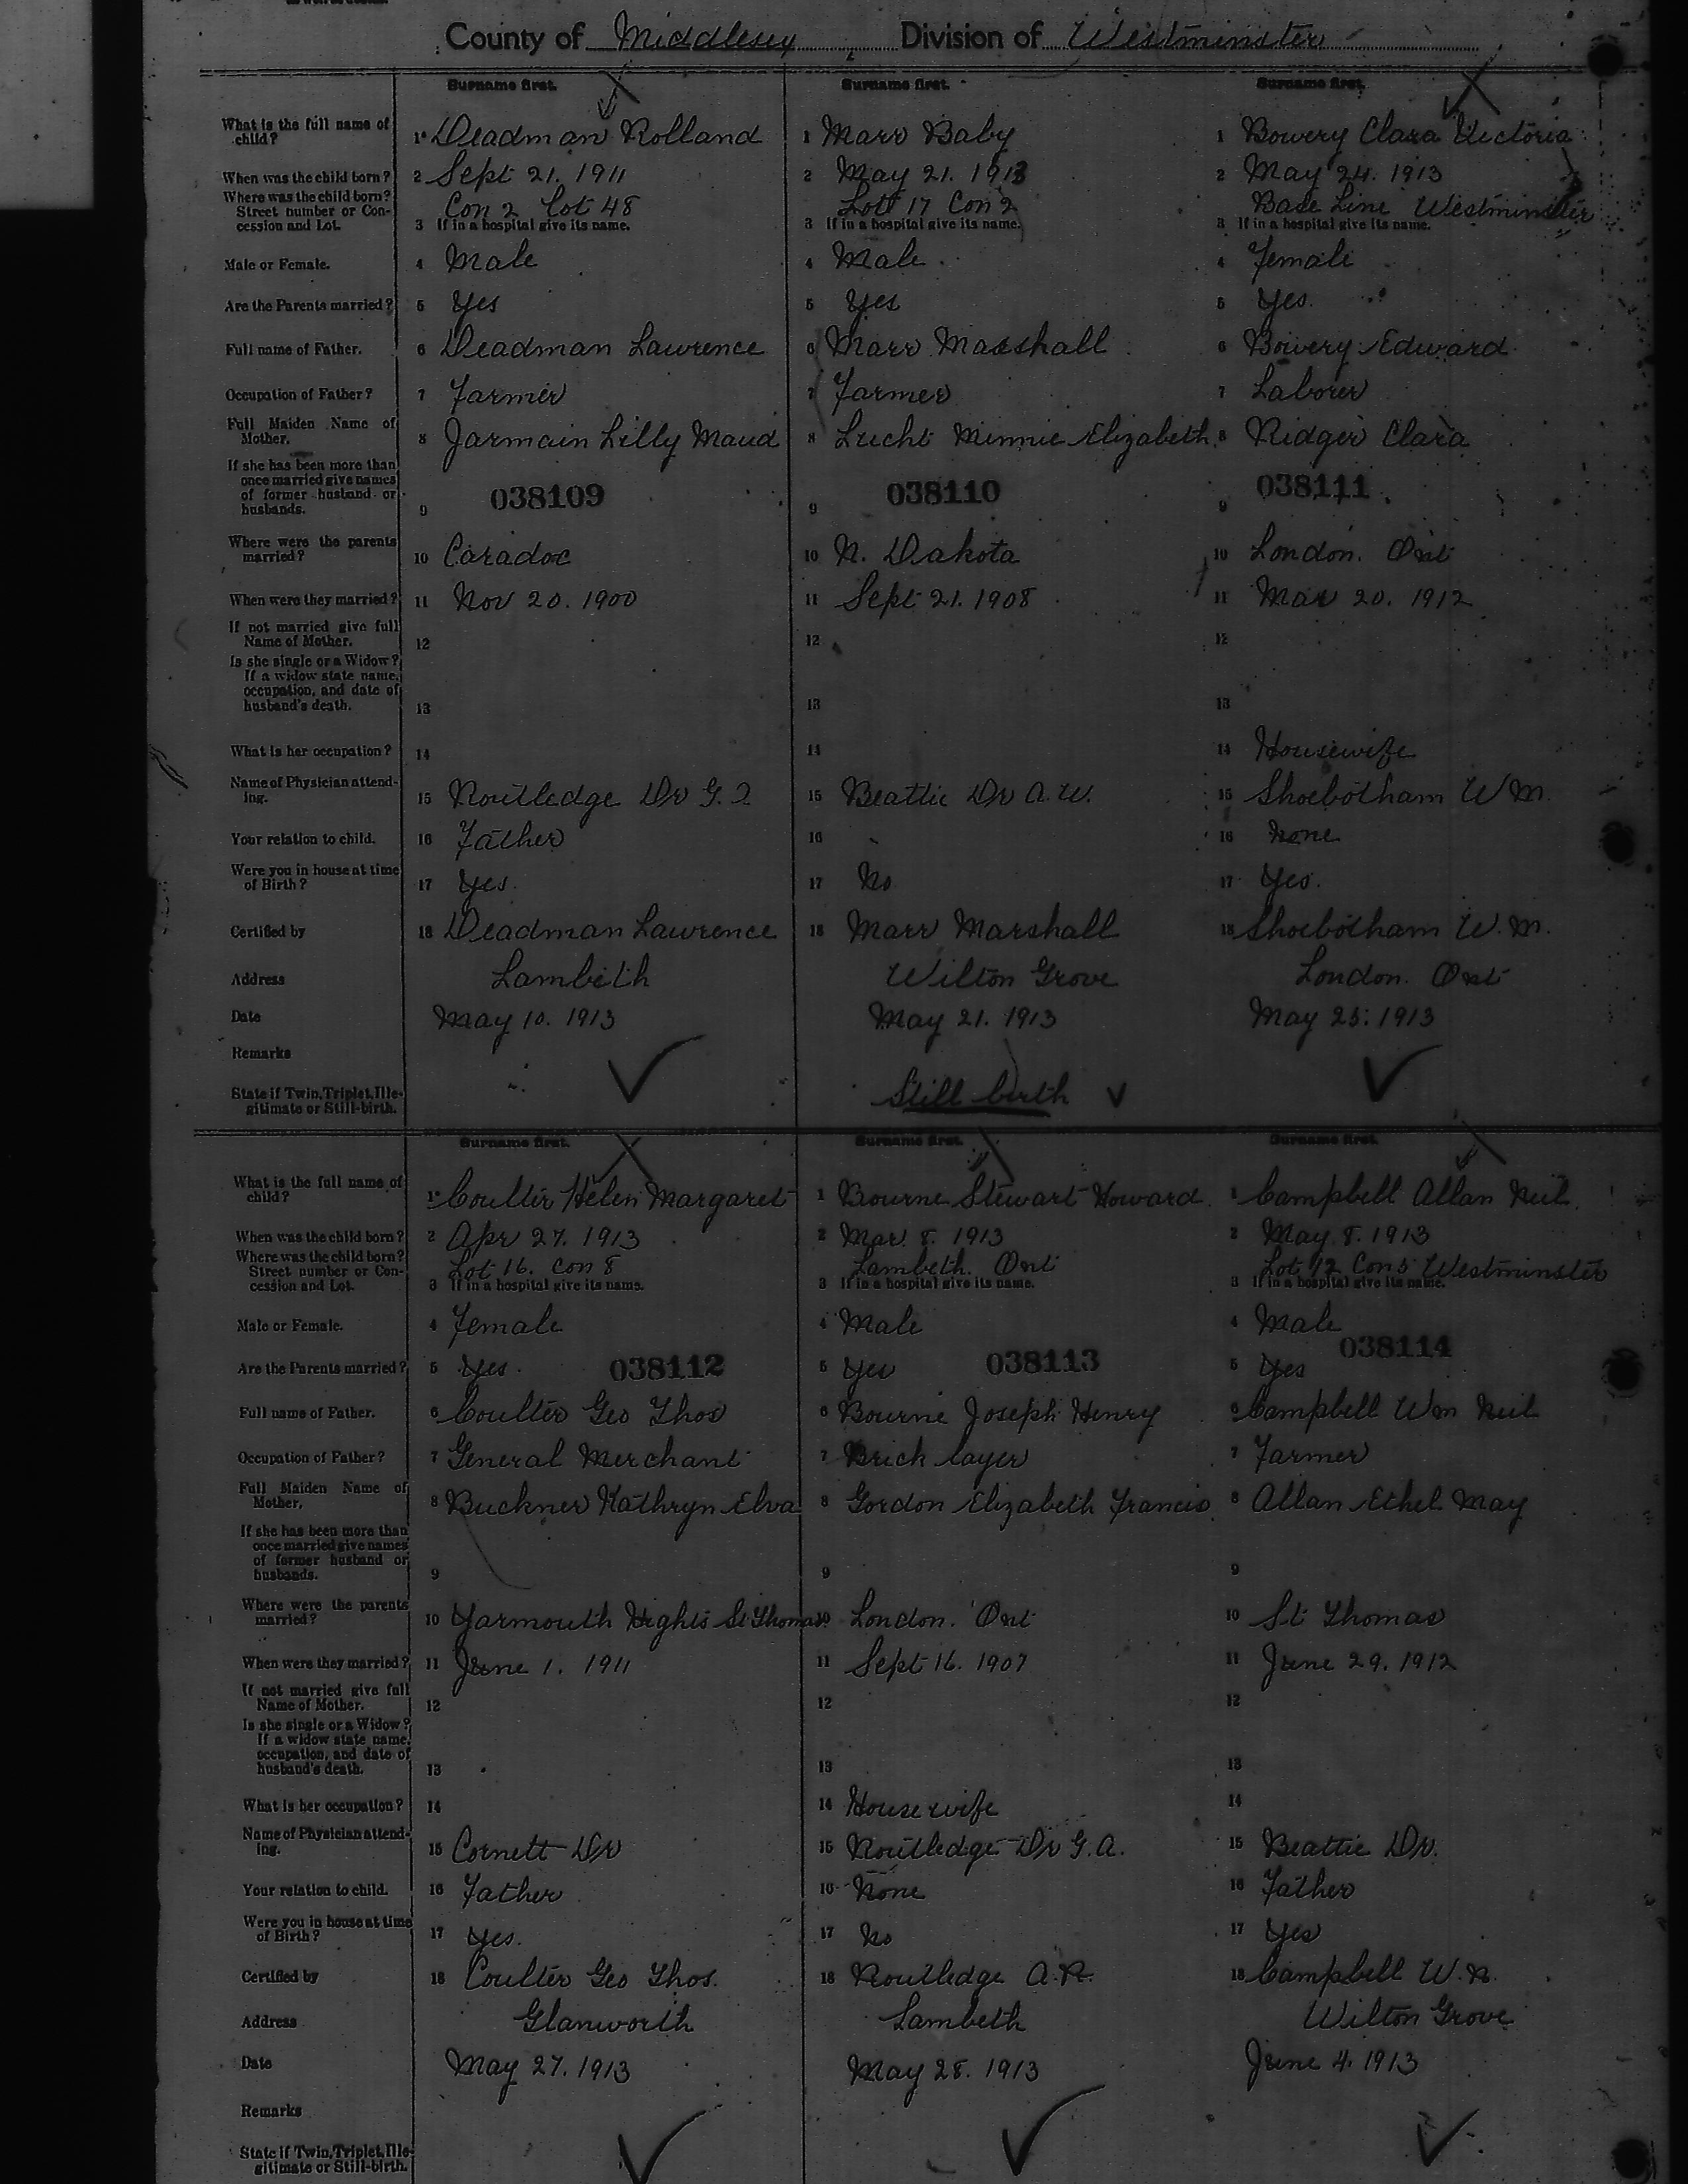 County of Middlesex Division of Westminster
Surname first. Surname first. Surname first.
What is the full name of child? 1 Deadman Rolland 1 Marr Baby 1 Bowery Clara Victoria
When was the child born? 2 Sept 21. 1911 2 May 21. 1913 2 May 24. 1913
Where was the child born? Con 2 Lot 48 Lott 17 Con 2 Base Line Westminster
Street number or Con-
cession and Lot. 3 If in a hospital give its name. 3 If in a hospital give its name. 3 If in a hospital give its name.
Male or Female. 4 Male 4 Male 4 Female
Are the Parents married? 5 Yes 5 Yes 5 Yes.
Full name of Father. 6 Deadman Lawrence 6 Marr Marshall 6 Bowery Edward
Occupation of Father? 7 Farmer 7 Farmer 7 Laborer
Full Maiden Name of
Mother. 8 Jarmain Lilly Maud 8 Lucht Minnie Elizabeth. 8 Ridger Clara
If she has been more than
once married give names
of former husband or
husbands. 9 038109 9 038110 9 038111
Where were the parents
married? 10 Caradoc 10 N. Dakota 10 London. Ont
When were they married? 11 Nov 20. 1900 11 Sept 21. 1908 11 Mar 20. 1912
If not married give full
Name of Mother. 12 12 12
Is she single or a Widow?
If a widow state name,
occupation, and date of
husband's death. 13 13 13
What is her occupation? 14 14 14 Housewife
Name of Physician attend-
ing. 15 Routledge Dr G. 15 Beattie Dr A. W. 15 Shoebotham W M.
Your relation to child. 16 Father 16 16 None
Were you in house at time
of Birth? 17 Yes. 17 No 17 Yes.
Certified by 18 Deadman Lawrence 18 Marr Marshall 18 Shoebotham W. M.
Address Lambeth Wilton Grove London. Ont
Date May 10. 1913 May 21. 1913 May 25. 1913
Remarks
State if Twin, Triplet, Ille-
gitimate or Still-birth. Still birth
Surname first. Surname first. Surname first.
What is the full name of
child? 1 Coulter Helen Margaret 1 Bourne Stewart Howard. 1 Campbell Allan Neil.
When was the child born? 2 Apr 27. 1913 2 Mar. 8. 1913 2 May 8. 1913
Where was the child born? Lot 16. Con 8 Lambeth. Ont Lot 12 Con 5 Westminster
Street number or Con-
cession and Lot. 3 If in a hospital give its name. 3 If in a hospital give its name. 3 If in a hospital give its name.
Male or Female. 4 Female 4 Male 4 Male
Are the Parents married? 5 Yes. 038112 5 Yes 038113 5 Yes 038114
Full name of Father. 6 Coulter Geo Thos 6 Bourne Joseph Henry 6 Campbell Wm Neil
Occupation of Father? 7 General Merchant 7 Brick layer 7 Farmer
Full Maiden Name of
Mother. 8 Buckner Kathryn Elva 8 Gordon Elizabeth Francis. 8 Allan Ethel May
If she has been more than
once married give names
of former husband or
husbands. 9 9 9
Where were the parents
married? 10 Yarmouth Hights St Thomas 10 London. Ont 10 St Thomas
When were they married? 11 June 1. 1911 11 Sept 16. 1907 11 June 29. 1912
If not married give full
Name of Mother. 12 12 12
Is she single or a Widow?
If a widow state name,
occupation, and date of
husband's death. 13 13 13
What is her occupation? 14 14 Housewife 14
Name of Physician attend-
ing. 15 Cornett Dr 15 Routledge Dr G. A. 15 Beattie Dr.
Your relation to child. 16 Father 16 None 16 Father
Were you in house at time
of Birth? 17 Yes. 17 No 17 Yes
Certified by 18 Coulter Geo Thos. 18 Routledge A. R. 18 Campbell W. N.
Address Glanworth Lambeth Wilton Grove
Date May 27. 1913 May 28. 1913 June 4. 1913
Remarks
State if Twin, Triplet, Ille-
gitimate or Still-birth.